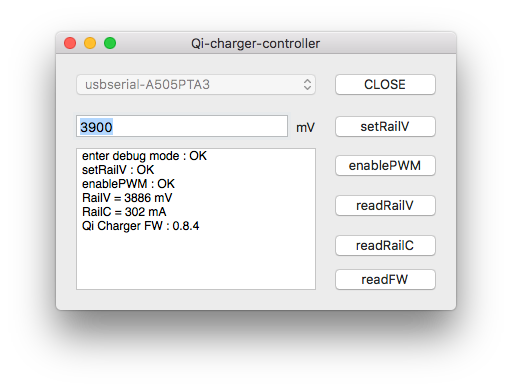 Qi-charger-controller
usbserial-A505PTA3
CLOSE
3900 mV
setRailV
enter debug mode : OK
setRailV : OK
enablePWM : OK
RailV = 3886 mV
RailC = 302 mA
Qi Charger FW : 0.8.4
enablePWM
readRailV
readRailC
readFW